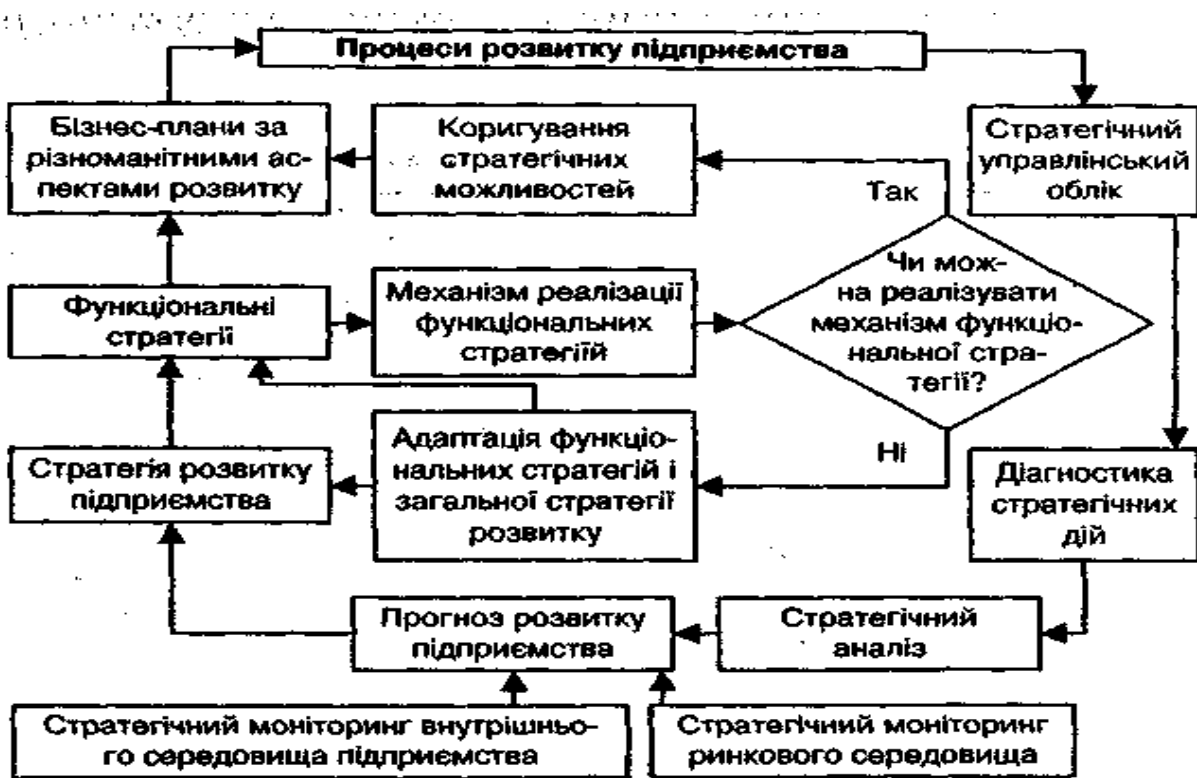 Процеси розвитку підприємства
Бізнес-плани за
різноманітними ас-
пектами розвитку
Коригування
стратегічних
можливостей
Стратегічний
управлінський
облік
Так
Чи мож-
на реалізувати
механізм функціо-
нальної стра-
тегії?
Функціональні
стратегії
Механізм реалізації
функціональних
стратегіїй
Ні
Стратегія розвитку
підприємства
Адаптація функціо-
нальних стратегій і
загальної стратегії
розвитку
Діагностика
стратегічних
дій
Прогноз розвитку
підприємства
Стратегічний
аналіз
Стратегічний моніторинг внутрішньо-
го середовища підприємства
Стратегічний моніторинг
ринкового середовища